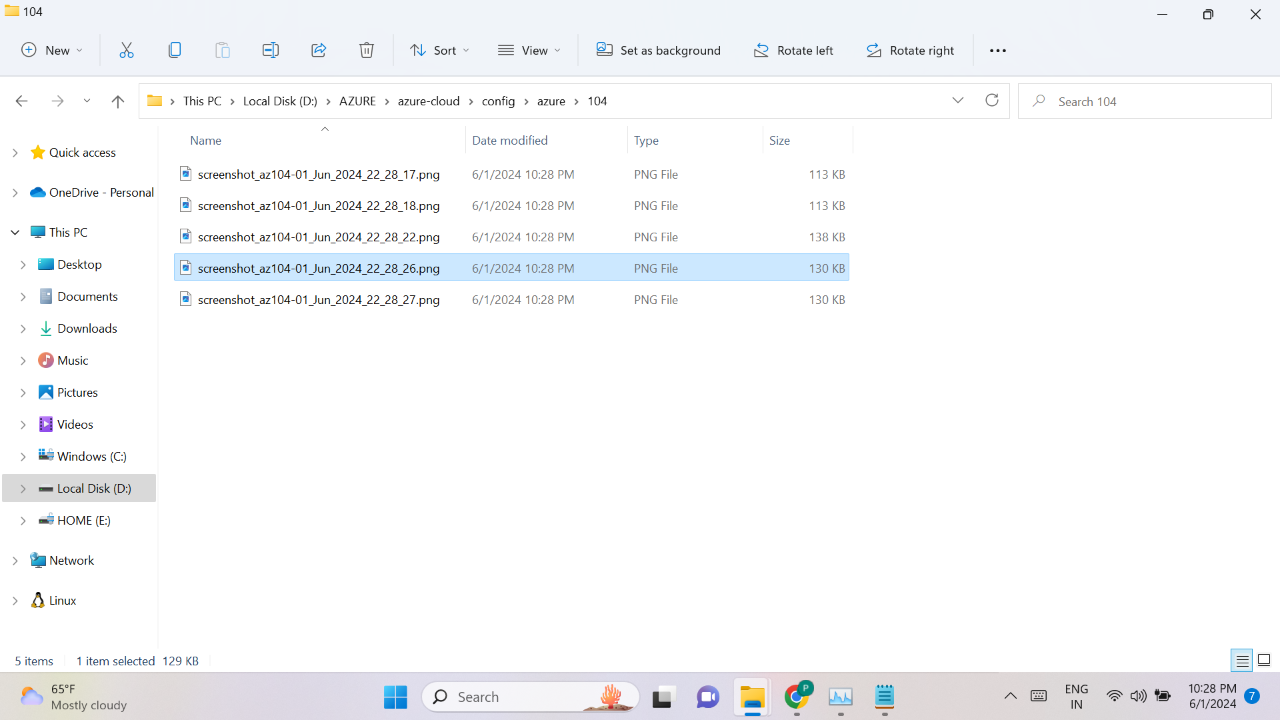 104
New
Sort
View
Set as background
Rotate left
Rotate right
This PC
Local Disk (D:)
AZURE
azure-cloud
config
azure
104
Search 104
Name
Date modified
Type
Size
screenshot_az104-01_Jun_2024_22_28_17.png 6/1/2024 10:28 PM PNG File 113 KB
screenshot_az104-01_Jun_2024_22_28_18.png 6/1/2024 10:28 PM PNG File 113 KB
screenshot_az104-01_Jun_2024_22_28_22.png 6/1/2024 10:28 PM PNG File 138 KB
screenshot_az104-01_Jun_2024_22_28_26.png 6/1/2024 10:28 PM PNG File 130 KB
screenshot_az104-01_Jun_2024_22_28_27.png 6/1/2024 10:28 PM PNG File 130 KB
Quick access
OneDrive - Personal
This PC
Desktop
Documents
Downloads
Music
Pictures
Videos
Windows (C:)
Local Disk (D:)
HOME (E:)
Network
Linux
5 items
1 item selected 129 KB
65°F
Mostly cloudy
Search
P
ENG
IN
10:28 PM
6/1/2024
7